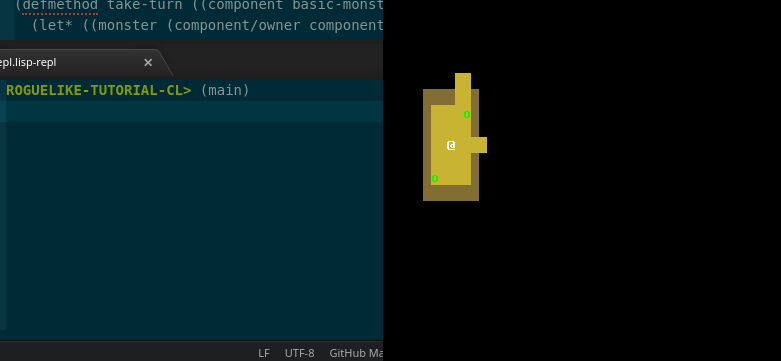 (defmethod take-turn ((component basic-monst
(let* ((monster (component/owner component
epl.lisp-repl ×
ROGUELIKE-TUTORIAL-CL> (main)
o
@
o
LF UTF-8 GitHub Ma